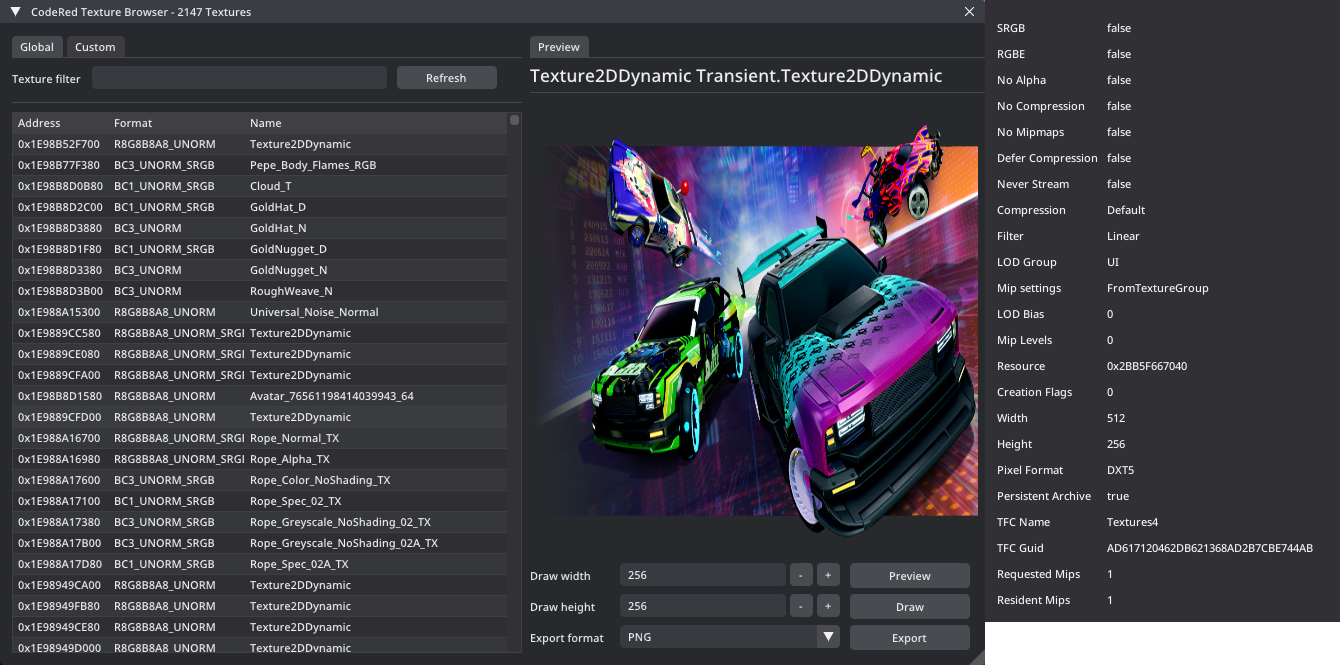 CodeRed Texture Browser - 2147 Textures
Global Custom
Texture filter Refresh
Address Format Name
0x1E98B52F700 R8G8B8A8_UNORM Texture2DDynamic
0x1E98B77F380 BC3_UNORM_SRGB Pepe_Body_Flames_RGB
0x1E98B8D0B80 BC1_UNORM_SRGB Cloud_T
0x1E98B8D2C00 BC1_UNORM_SRGB GoldHat_D
0x1E98B8D3880 BC3_UNORM GoldHat_N
0x1E98B8D1F80 BC1_UNORM_SRGB GoldNugget_D
0x1E98B8D3380 BC3_UNORM GoldNugget_N
0x1E98B8D3B00 BC3_UNORM RoughWeave_N
0x1E988A15300 R8G8B8A8_UNORM Universal_Noise_Normal
0x1E9889CC580 R8G8B8A8_UNORM_SRGI Texture2DDynamic
0x1E9889CE080 R8G8B8A8_UNORM_SRGI Texture2DDynamic
0x1E9889CFA00 R8G8B8A8_UNORM_SRGI Texture2DDynamic
0x1E98B8D1580 R8G8B8A8_UNORM Avatar_76561198414039943_64
0x1E9889CFD00 R8G8B8A8_UNORM Texture2DDynamic
0x1E988A16700 R8G8B8A8_UNORM_SRGI Rope_Normal_TX
0x1E988A16980 R8G8B8A8_UNORM_SRGI Rope_Alpha_TX
0x1E988A17600 BC3_UNORM_SRGB Rope_Color_NoShading_TX
0x1E988A17100 BC1_UNORM_SRGB Rope_Spec_02_TX
0x1E988A17380 BC3_UNORM_SRGB Rope_Greyscale_NoShading_02_TX
0x1E988A17B00 BC3_UNORM_SRGB Rope_Greyscale_NoShading_02A_TX
0x1E988A17D80 BC1_UNORM_SRGB Rope_Spec_02A_TX
0x1E98949CA00 R8G8B8A8_UNORM Texture2DDynamic
0x1E98949FB80 R8G8B8A8_UNORM Texture2DDynamic
0x1E98949CE80 R8G8B8A8_UNORM Texture2DDynamic
0x1E98949D000 R8G8B8A8_UNORM Texture2DDynamic
Preview
Texture2DDynamic Transient.Texture2DDynamic
Draw width 256 - + Preview
Draw height 256 - + Draw
Export format PNG Export
SRGB false
RGBE false
No Alpha false
No Compression false
No Mipmaps false
Defer Compression false
Never Stream false
Compression Default
Filter Linear
LOD Group UI
Mip settings FromTextureGroup
LOD Bias 0
Mip Levels 0
Resource 0x2BB5F667040
Creation Flags 0
Width 512
Height 256
Pixel Format DXT5
Persistent Archive true
TFC Name Textures4
TFC Guid AD617120462DB621368AD2B7CBE744AB
Requested Mips 1
Resident Mips 1